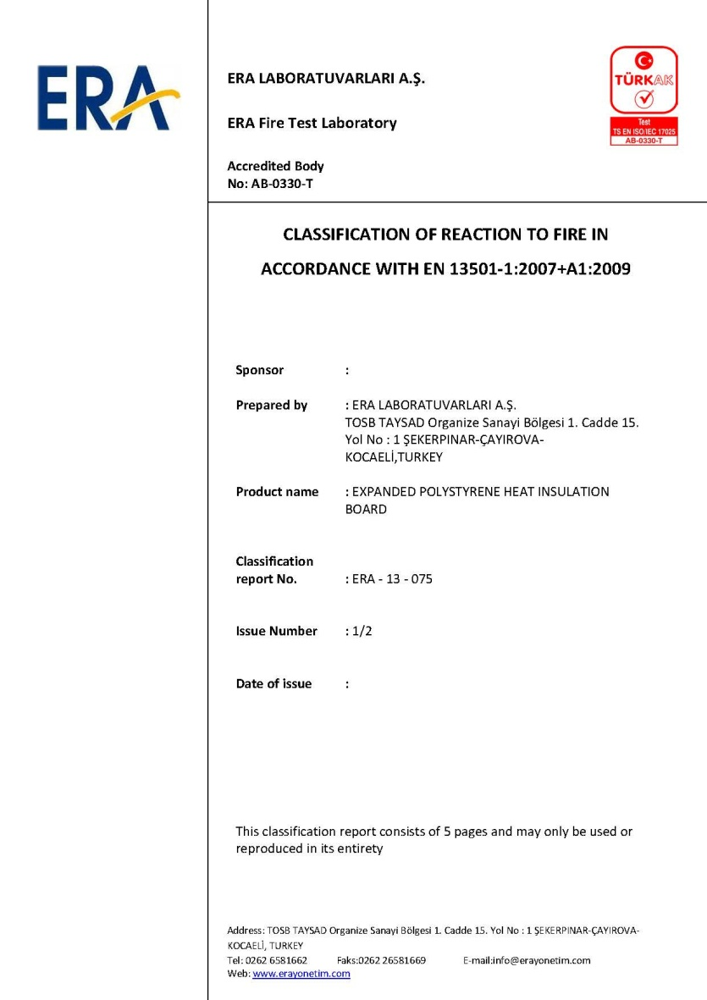 ERA
ERA LABORATUVARLARI A.Ş.
TÜRKAK
ERA Fire Test Laboratory
Test
TS EN ISO/IEC 17025
AB-0330-T
Accredited Body
No: AB-0330-T
CLASSIFICATION OF REACTION TO FIRE IN
ACCORDANCE WITH EN 13501-1:2007+A1:2009
Sponsor :
Prepared by : ERA LABORATUVARLARI A.Ş.
TOSB TAYSAD Organize Sanayi Bölgesi 1. Cadde 15.
Yol No : 1 ŞEKERPINAR-ÇAYIROVA-
KOCAELİ,TURKEY
Product name : EXPANDED POLYSTYRENE HEAT INSULATION
BOARD
Classification
report No. : ERA - 13 - 075
Issue Number : 1/2
Date of issue :
This classification report consists of 5 pages and may only be used or
reproduced in its entirety
Address: TOSB TAYSAD Organize Sanayi Bölgesi 1. Cadde 15. Yol No : 1 ŞEKERPINAR-ÇAYIROVA-
KOCAELİ, TURKEY
Tel: 0262 6581662 Faks:0262 26581669 E-mail:info@erayonetim.com
Web: www.erayonetim.com